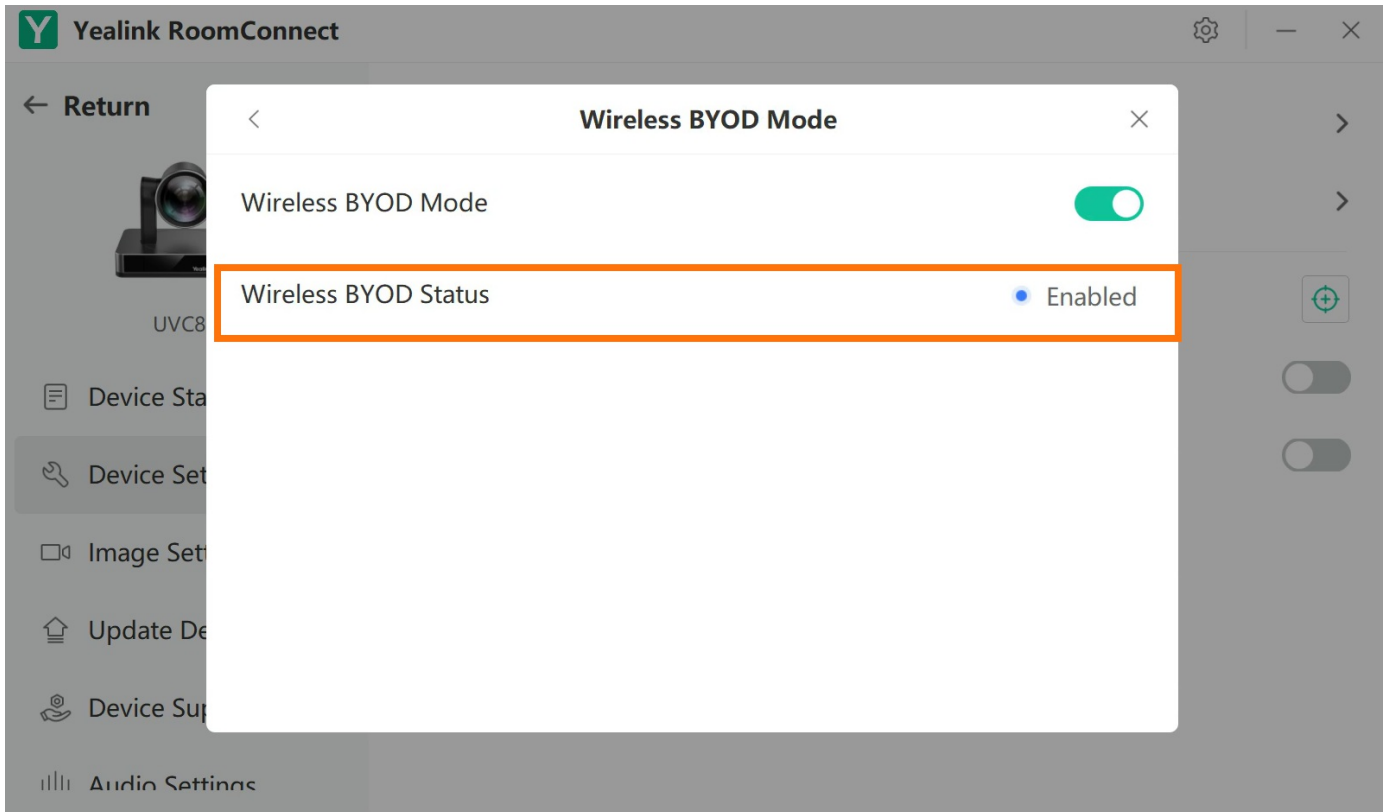 Yealink RoomConnect
Return
Wireless BYOD Mode
Wireless BYOD Mode
Wireless BYOD Status
Enabled
UVC8
Device Sta
Device Set
Image Sett
Update De
Device Sup
Audio Settings